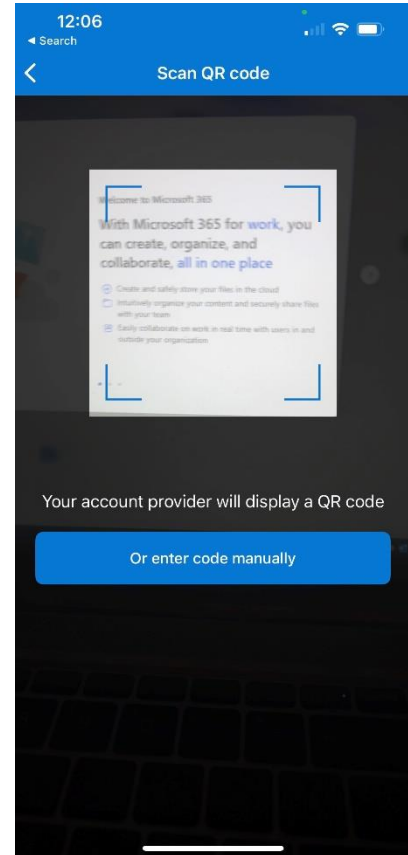 12:06
◀ Search
Scan QR code
Welcome to Microsoft 365
With Microsoft 365 for work, you
can create, organize, and
collaborate, all in one place
Create and safely store your files in the cloud
Intuitively organize your content and securely share files
with your team
Easily collaborate on work in real time with users in and
outside your organization
Your account provider will display a QR code
Or enter code manually